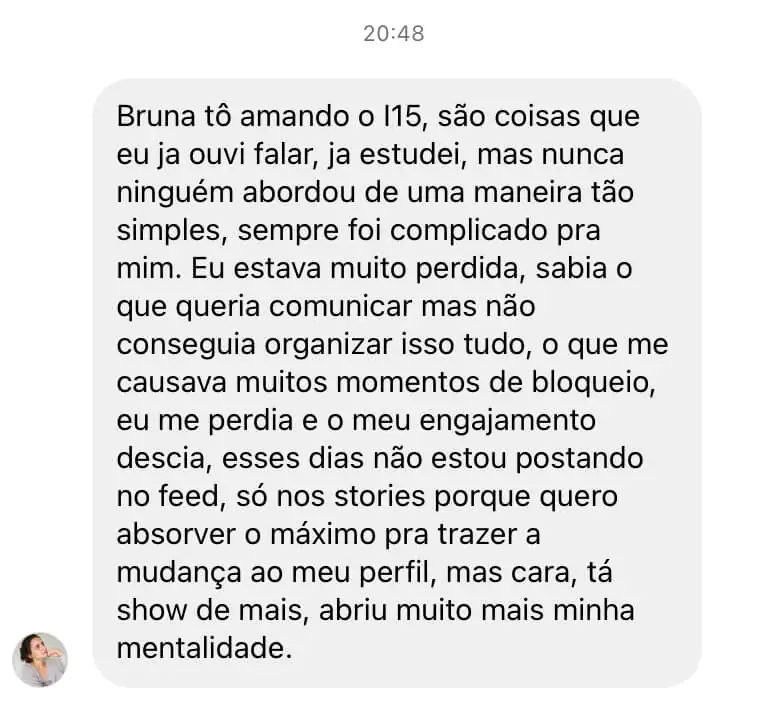 20:48
Bruna tô amando o I15, são coisas que
eu ja ouvi falar, ja estudei, mas nunca
ninguém abordou de uma maneira tão
simples, sempre foi complicado pra
mim. Eu estava muito perdida, sabia o
que queria comunicar mas não
conseguia organizar isso tudo, o que me
causava muitos momentos de bloqueio,
eu me perdia e o meu engajamento
descia, esses dias não estou postando
no feed, só nos stories porque quero
absorver o máximo pra trazer a
mudança ao meu perfil, mas cara, tá
show de mais, abriu muito mais minha
mentalidade.